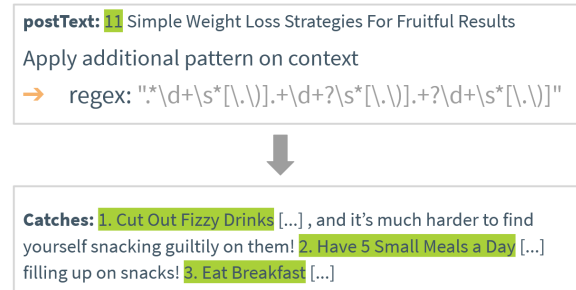 postText: 11 Simple Weight Loss Strategies For Fruitful Results
Apply additional pattern on context
➔ regex: ".*\d+\s*[\.\)].+\d+?\s*[\.\)].+?\d+\s*[\.\)]"
Catches: 1. Cut Out Fizzy Drinks [...] , and it's much harder to find
yourself snacking guiltily on them! 2. Have 5 Small Meals a Day [...]
filling up on snacks! 3. Eat Breakfast [...]